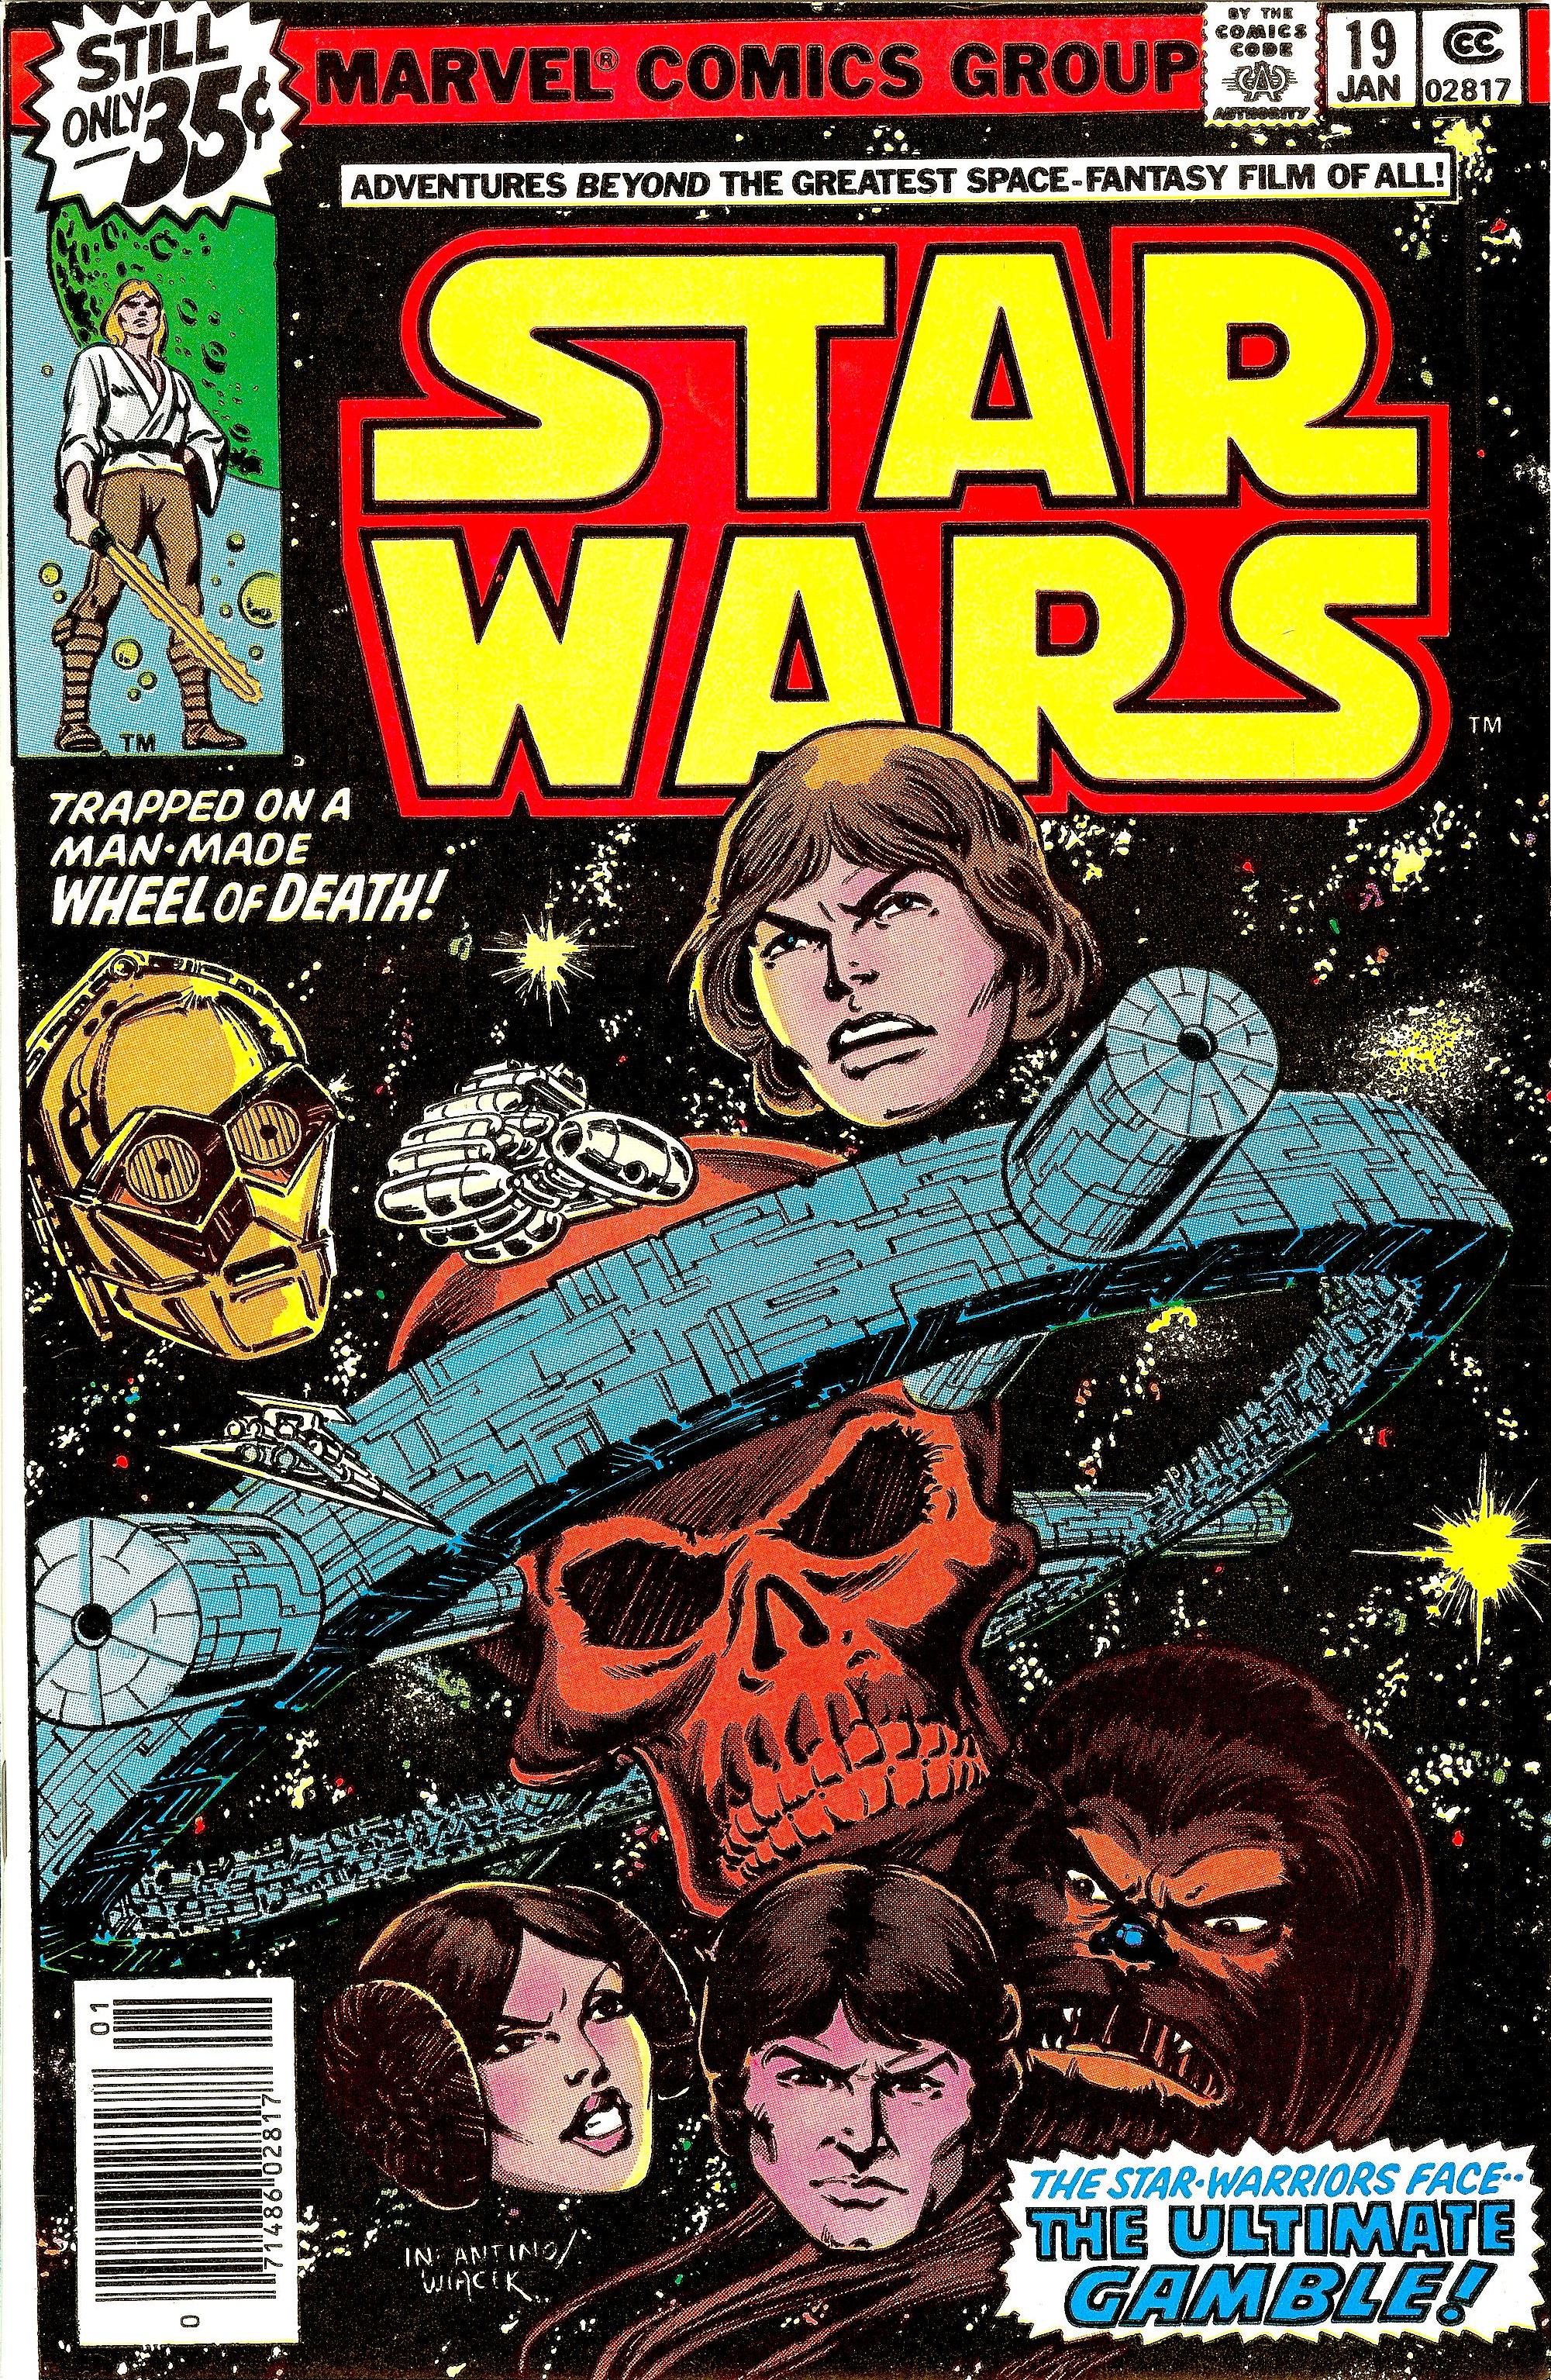 STILL
ONLY 35¢
MARVEL® COMICS GROUP
APPROVED
BY THE
COMICS
CODE
AUTHORITY
19
JAN
CC
02817
ADVENTURES BEYOND THE GREATEST SPACE-FANTASY FILM OF ALL!
STAR
WARS
TM
TM
TRAPPED ON A
MAN-MADE
WHEEL OF DEATH!
01
71486 02817
0
INFANTINO/
WIACEK
THE STAR-WARRIORS FACE--
THE ULTIMATE
GAMBLE!